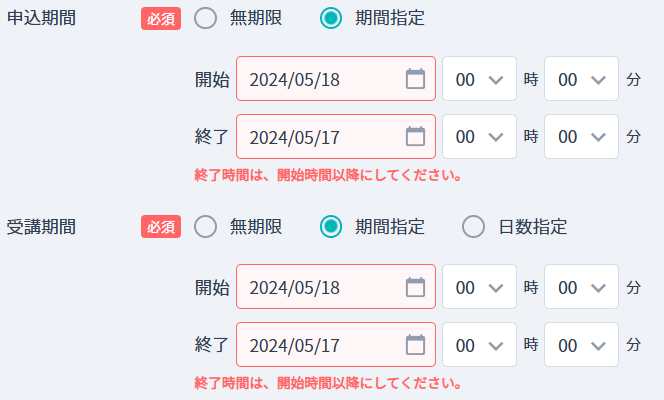 申込期間 必須 無期限 期間指定
開始 2024/05/18 00 時 00 分
終了 2024/05/17 00 時 00 分
終了時間は、開始時間以降にしてください。
受講期間 必須 無期限 期間指定 日数指定
開始 2024/05/18 00 時 00 分
終了 2024/05/17 00 時 00 分
終了時間は、開始時間以降にしてください。